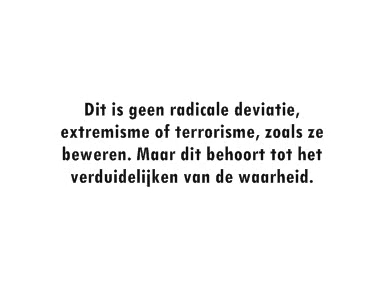 Dit is geen radicale deviatie,
extremisme of terrorisme, zoals ze
beweren. Maar dit behoort tot het
verduidelijken van de waarheid.